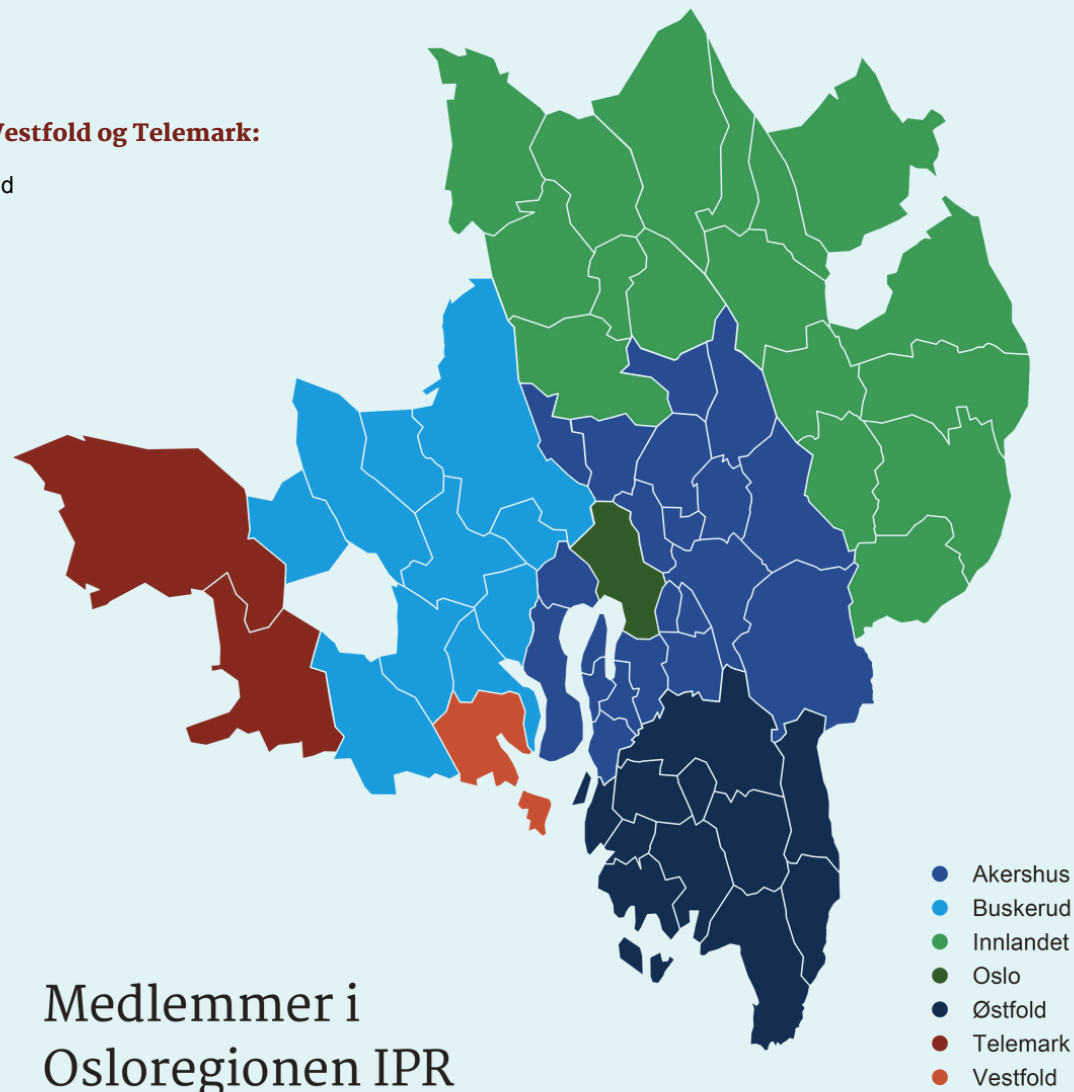 Vestfold og Telemark:
d
Medlemmer i
Osloregionen IPR
Akershus
Buskerud
Innlandet
Oslo
Østfold
Telemark
Vestfold